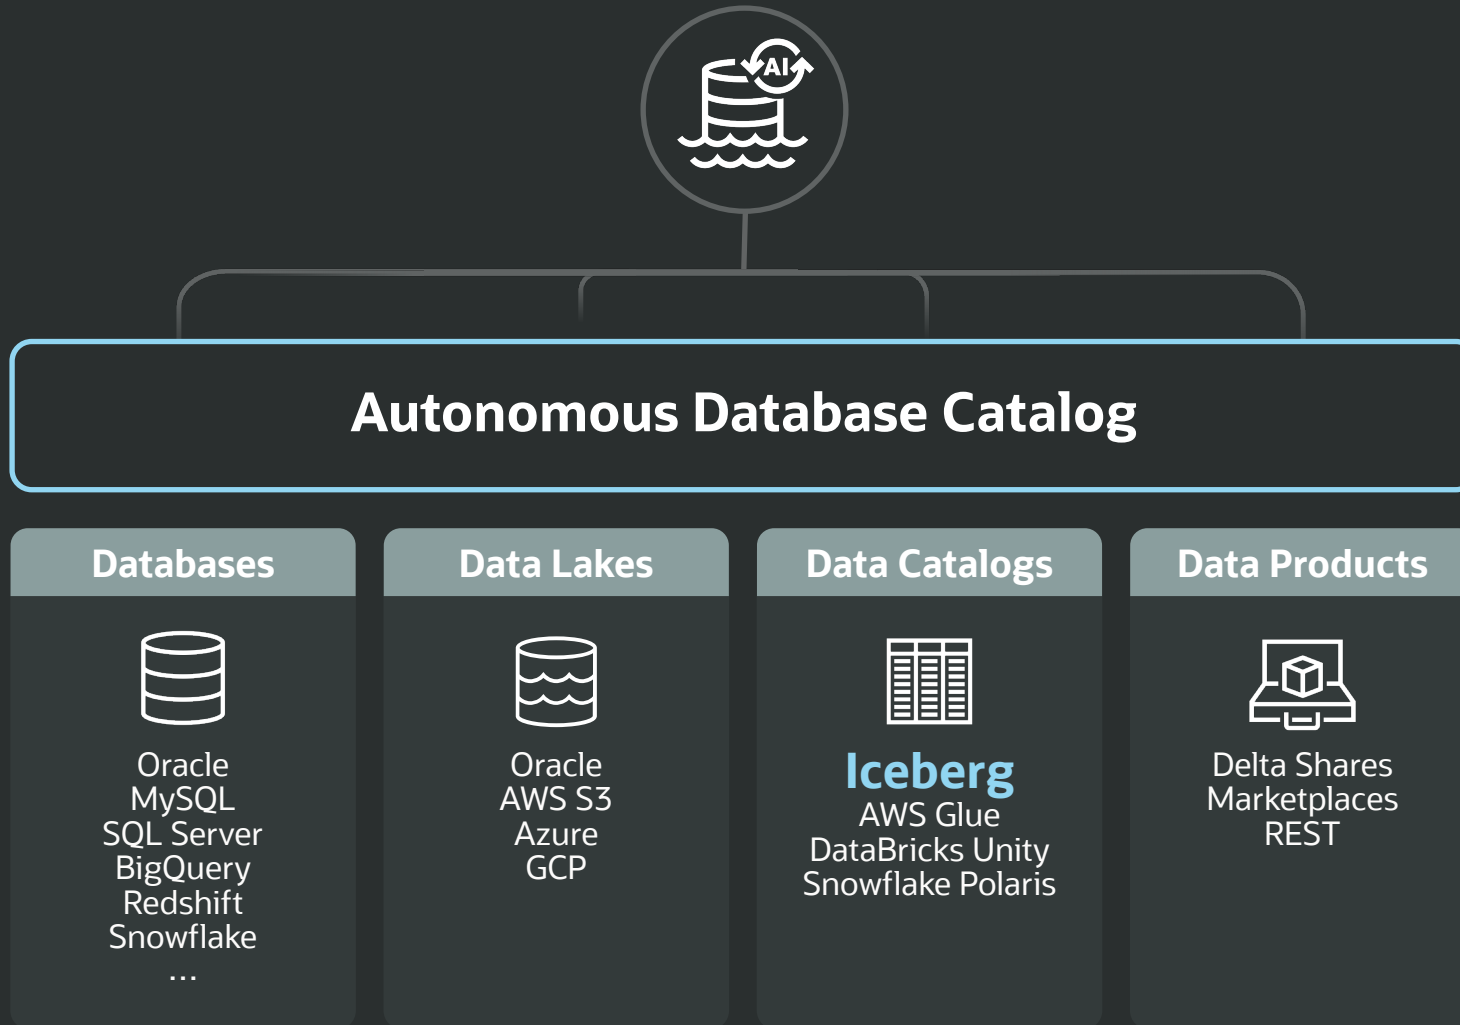 AI
Autonomous Database Catalog
Databases
Oracle
MySQL
SQL Server
BigQuery
Redshift
Snowflake
...
Data Lakes
Oracle
AWS S3
Azure
GCP
Data Catalogs
Iceberg
AWS Glue
DataBricks Unity
Snowflake Polaris
Data Products
Delta Shares
Marketplaces
REST